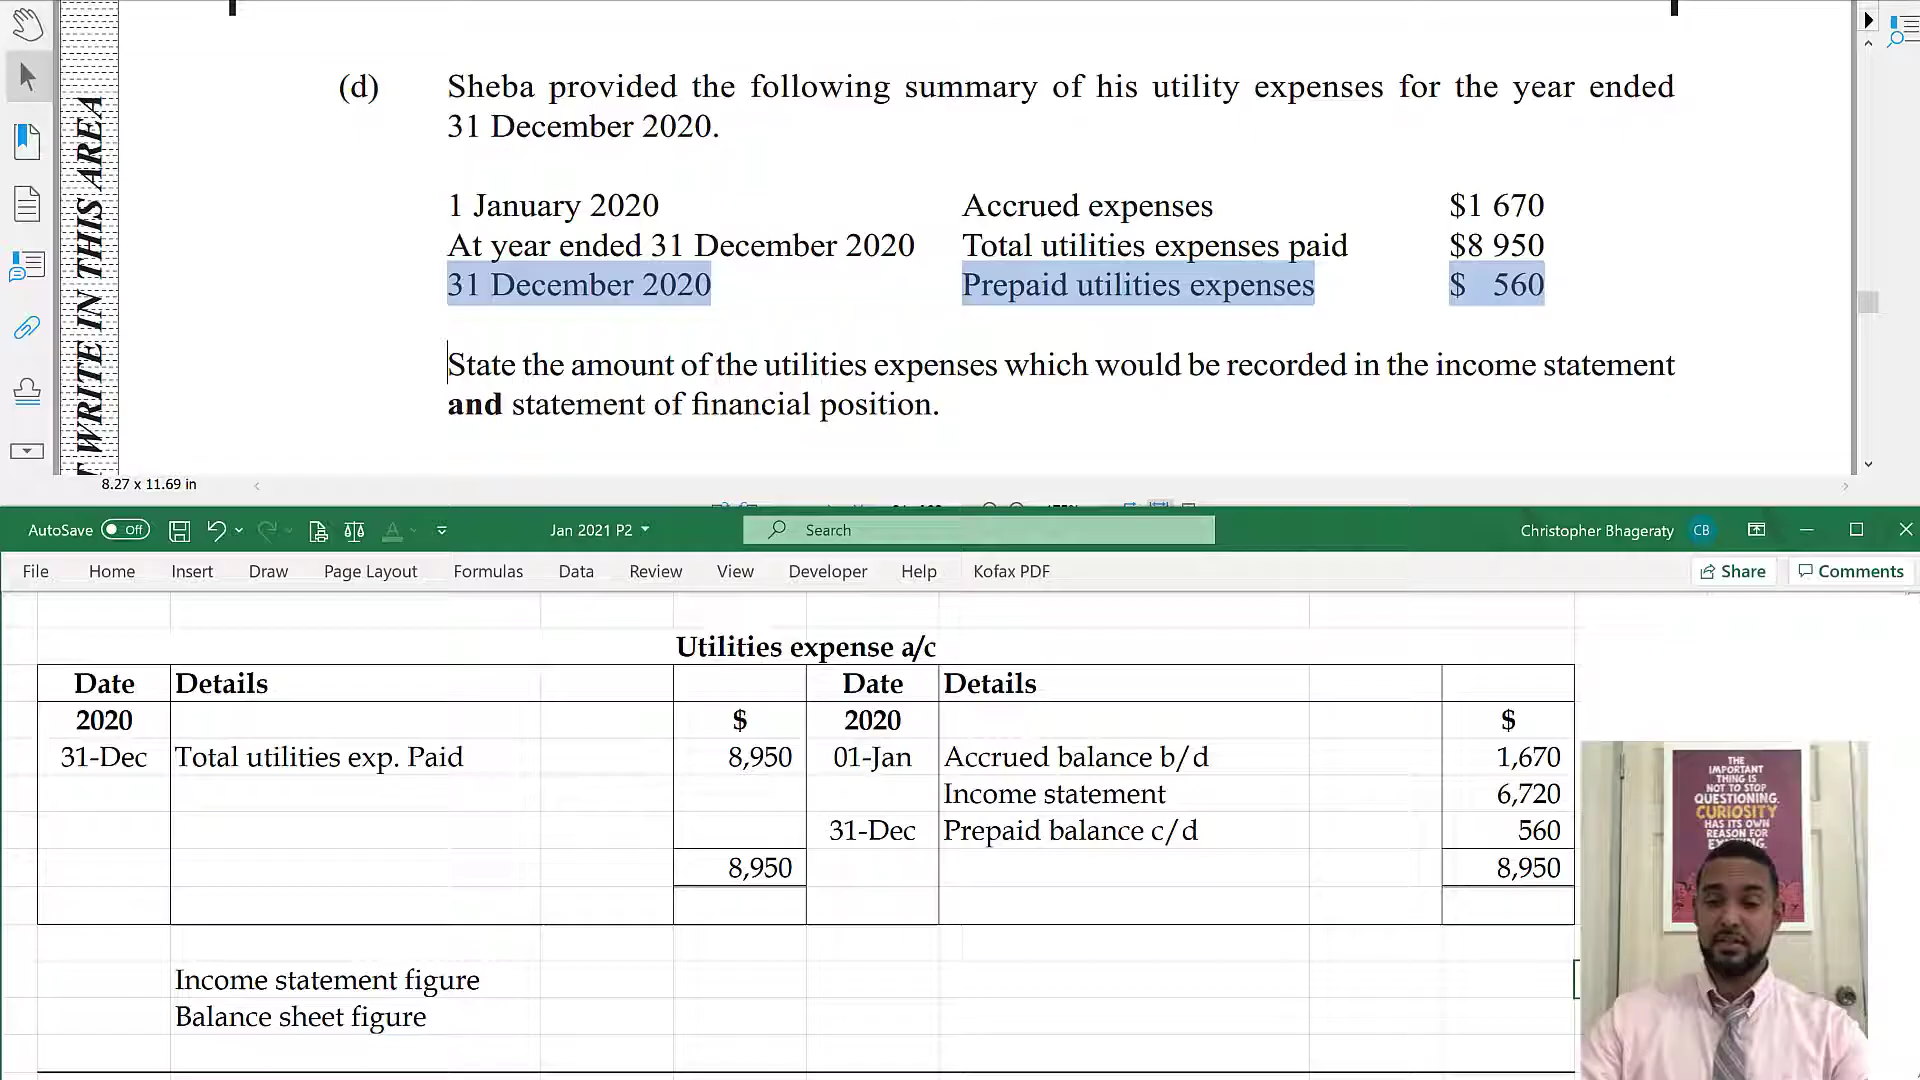 (d) Sheba provided the following summary of his utility expenses for the year ended
31 December 2020.
1 January 2020 Accrued expenses $1 670
At year ended 31 December 2020 Total utilities expenses paid $8 950
31 December 2020 Prepaid utilities expenses $ 560
State the amount of the utilities expenses which would be recorded in the income statement
and statement of financial position.
WRITE IN THIS AREA
8.27 x 11.69 in
AutoSave Off Jan 2021 P2 Search Christopher Bhageraty CB
File Home Insert Draw Page Layout Formulas Data Review View Developer Help Kofax PDF Share Comments
Utilities expense a/c
Date Details Date Details
2020 $ 2020 $
31-Dec Total utilities exp. Paid 8,950 01-Jan Accrued balance b/d 1,670
Income statement 6,720
31-Dec Prepaid balance c/d 560
8,950 8,950
Income statement figure
Balance sheet figure
THE
IMPORTANT
THING IS
NOT TO STOP
QUESTIONING.
CURIOSITY
HAS ITS OWN
REASON FOR